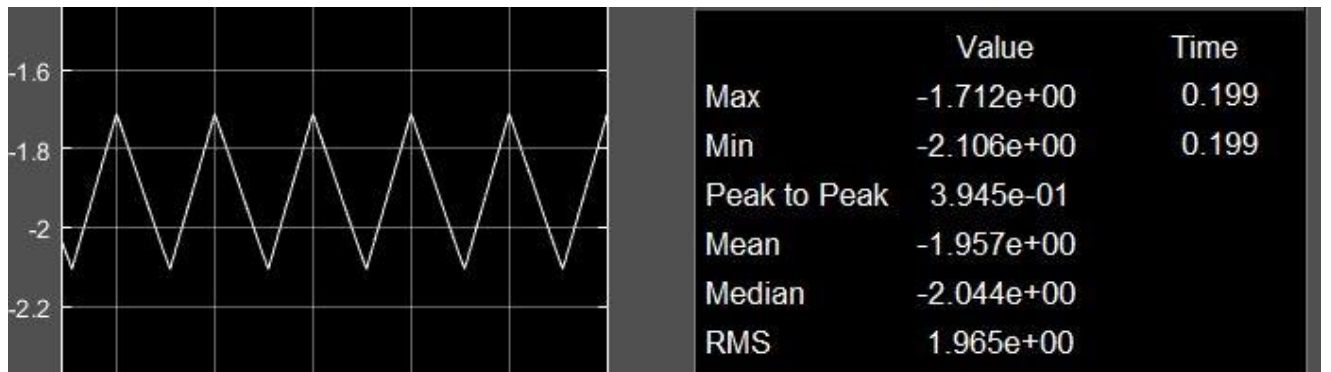 -1.6
-1.8
-2
-2.2
Value Time
Max -1.712e+00 0.199
Min -2.106e+00 0.199
Peak to Peak 3.945e-01
Mean -1.957e+00
Median -2.044e+00
RMS 1.965e+00